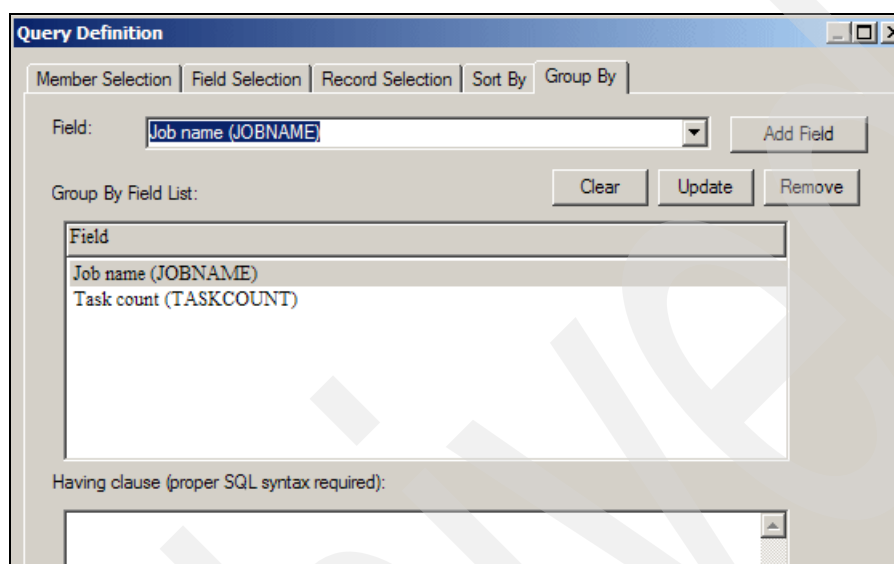 Query Definition
Member Selection Field Selection Record Selection Sort By Group By
Field: Job name (JOBNAME) Add Field
Group By Field List: Clear Update Remove
Field
Job name (JOBNAME)
Task count (TASKCOUNT)
Having clause (proper SQL syntax required):